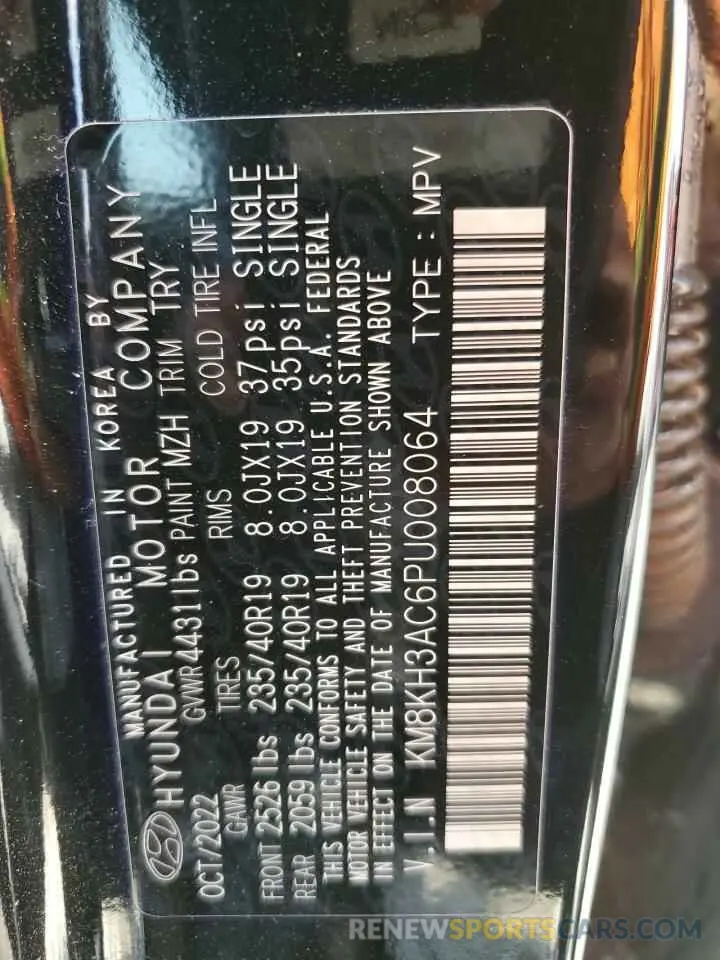 MANUFACTURED IN KOREA BY
HYUNDAI MOTOR COMPANY
OCT/2022 GVWR4431lbs PAINT MZH TRIM TRY
GAWR TIRES RIMS COLD TIRE INFL
FRONT 2526 lbs 235/40R19 8.0JX19 37psi SINGLE
REAR 2059 lbs 235/40R19 8.0JX19 35psi SINGLE
THIS VEHICLE CONFORMS TO ALL APPLICABLE U.S.A. FEDERAL
MOTOR VEHICLE SAFETY AND THEFT PREVENTION STANDARDS
IN EFFECT ON THE DATE OF MANUFACTURE SHOWN ABOVE
V.I.N KM8KH3AC6PU008064 TYPE : MPV
RENEWSPORTSCARS.COM